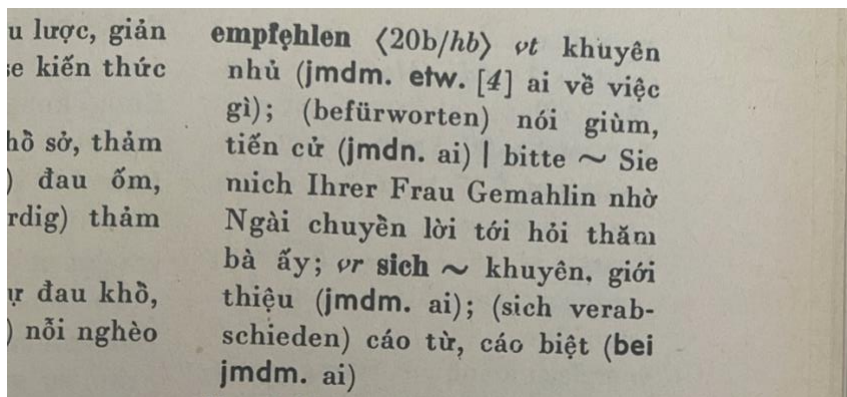 u lược, giản
se kiến thức
hồ sở, thảm
) đau ốm,
rdig) thảm
ự đau khổ,
) nỗi nghèo
empfẹhlen ⟨20b/hb⟩ vt khuyên
nhủ (jmdm. etw. [4] ai về việc
gì); (befürworten) nói giùm,
tiến cử (jmdn. ai) | bitte ~ Sie
mich Ihrer Frau Gemahlin nhờ
Ngài chuyển lời tới hỏi thăm
bà ấy; vr sich ~ khuyên, giới
thiệu (jmdm. ai); (sich verab-
schieden) cáo từ, cáo biệt (bei
jmdm. ai)